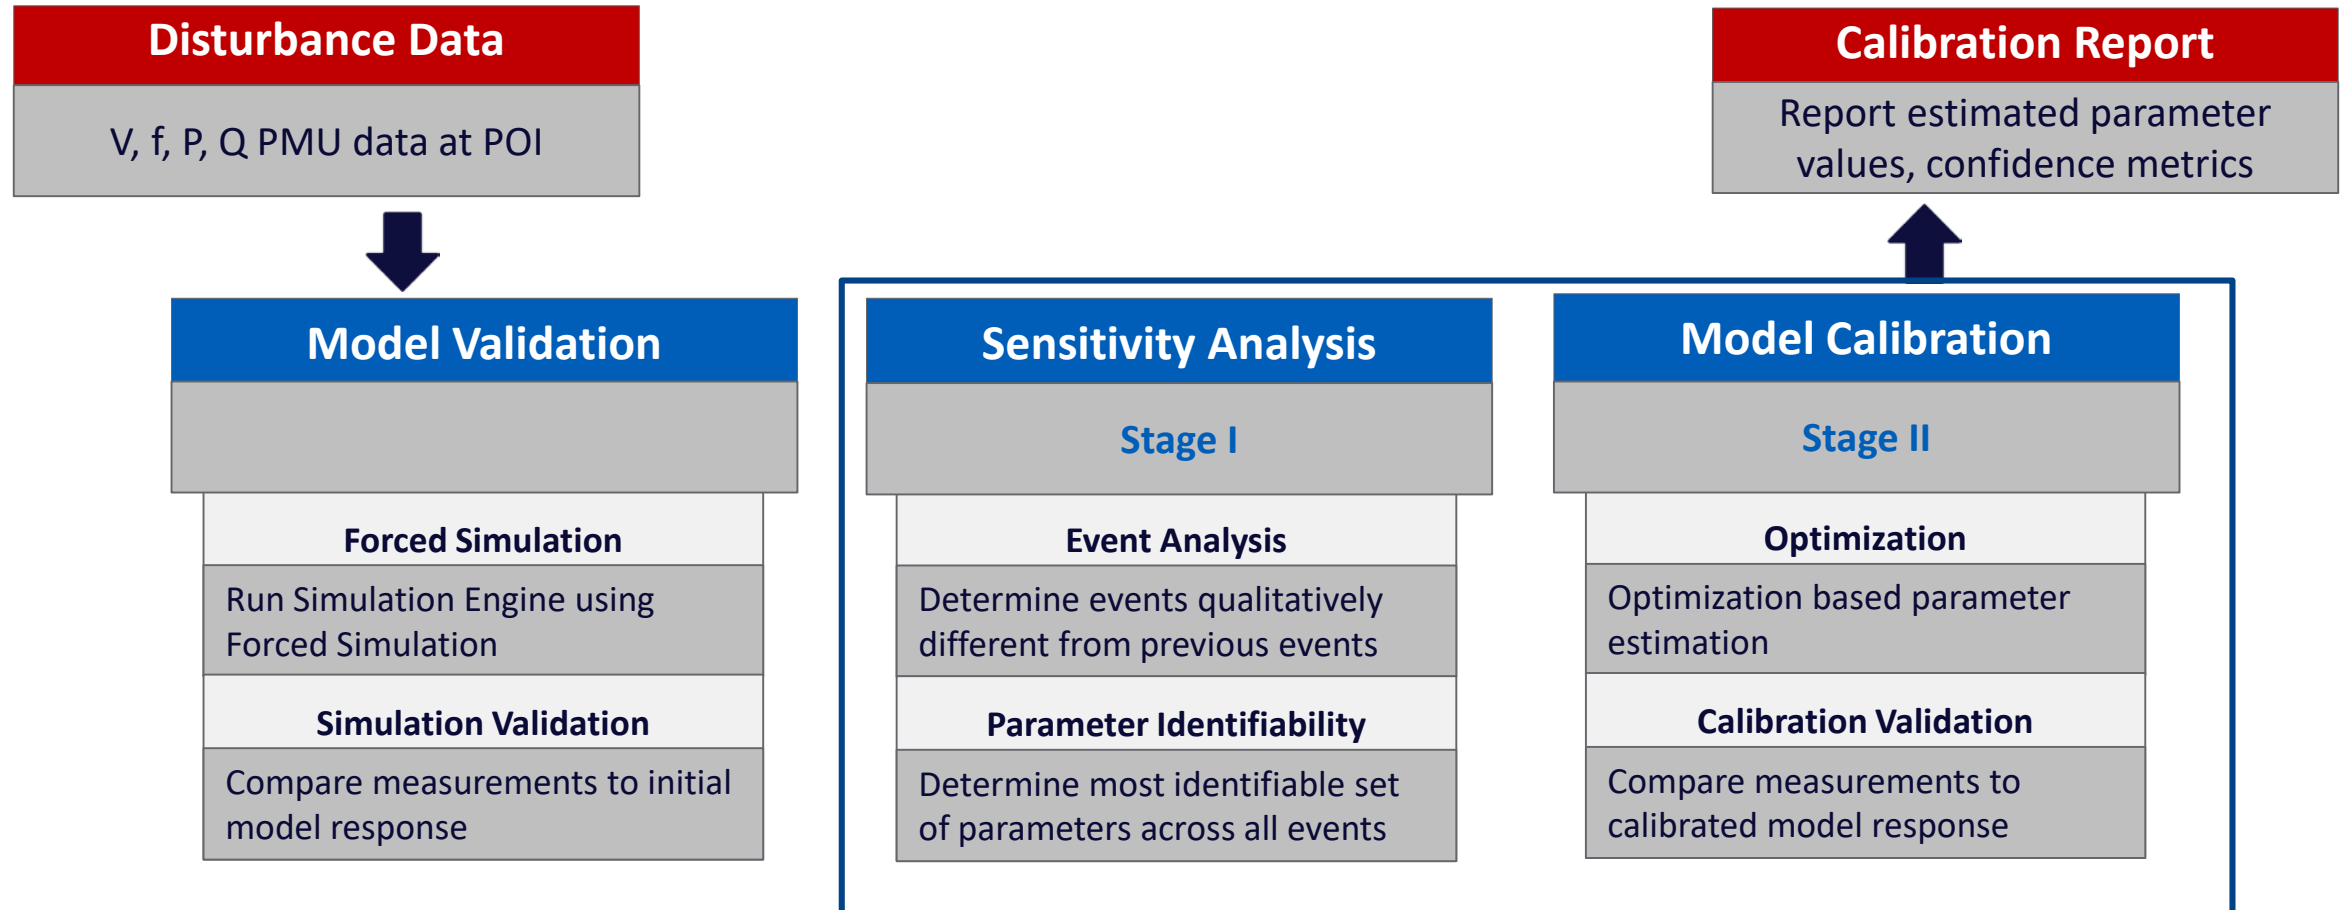 Disturbance Data
V, f, P, Q PMU data at POI
Calibration Report
Report estimated parameter
values, confidence metrics
Model Validation
Forced Simulation
Run Simulation Engine using
Forced Simulation
Simulation Validation
Compare measurements to initial
model response
Sensitivity Analysis
Stage I
Event Analysis
Determine events qualitatively
different from previous events
Parameter Identifiability
Determine most identifiable set
of parameters across all events
Model Calibration
Stage II
Optimization
Optimization based parameter
estimation
Calibration Validation
Compare measurements to
calibrated model response